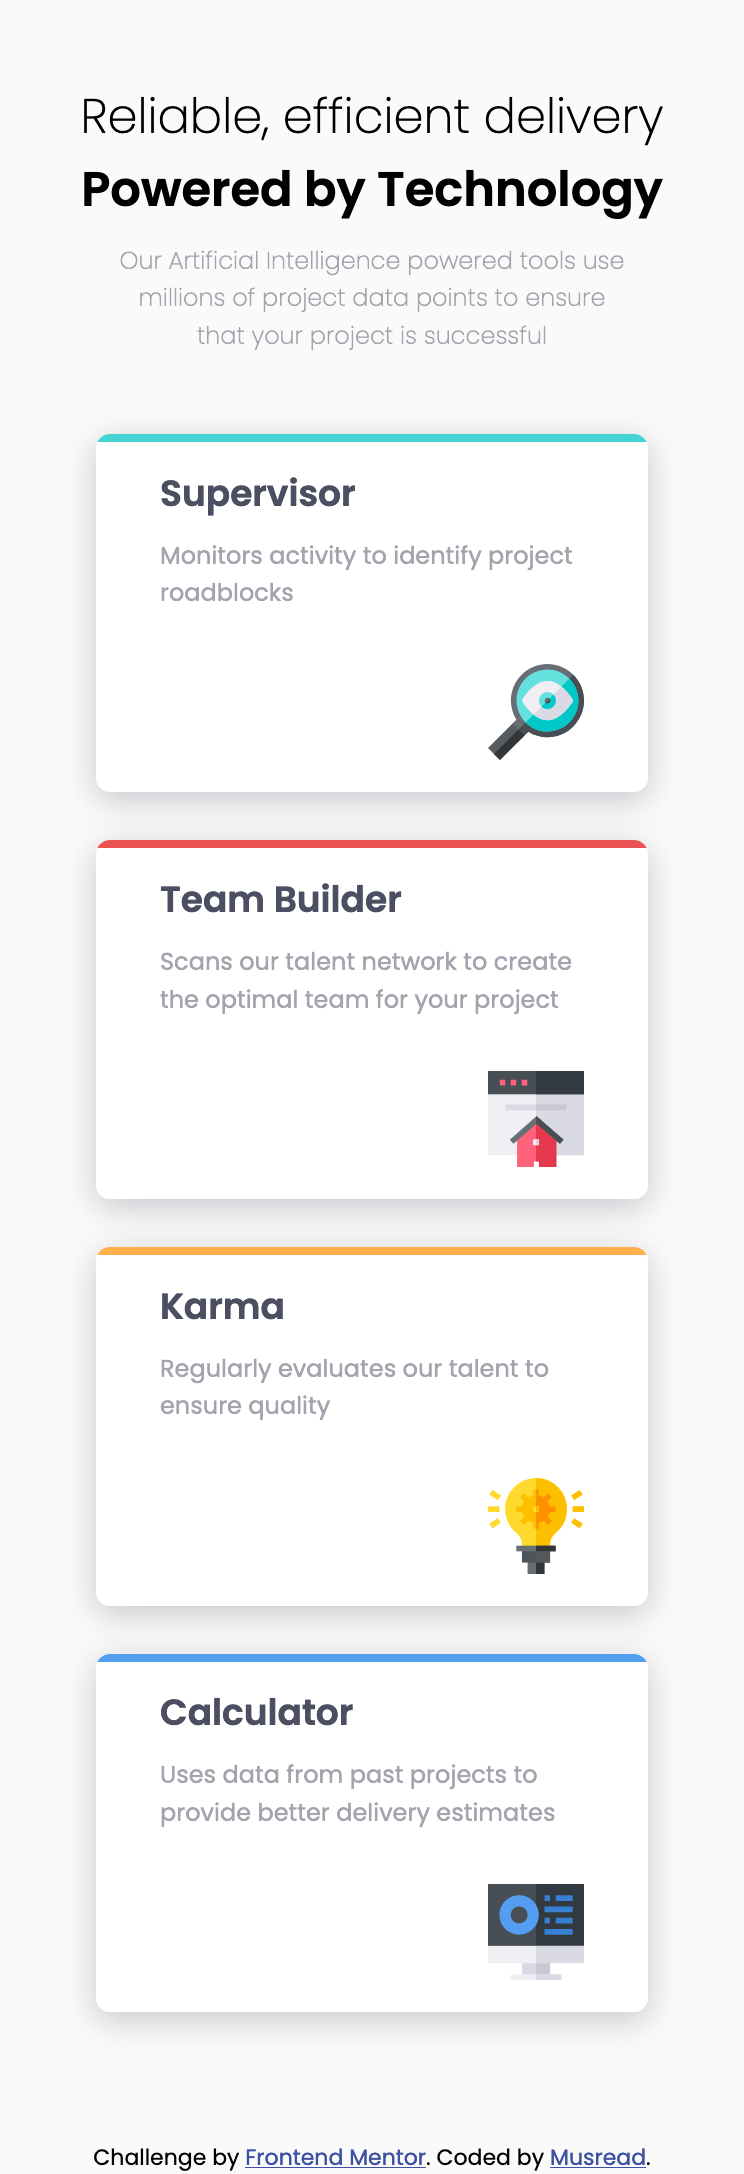 Reliable, efficient delivery
Powered by Technology
Our Artificial Intelligence powered tools use
millions of project data points to ensure
that your project is successful
Supervisor
Monitors activity to identify project
roadblocks
Team Builder
Scans our talent network to create
the optimal team for your project
Karma
Regularly evaluates our talent to
ensure quality
Calculator
Uses data from past projects to
provide better delivery estimates
Challenge by Frontend Mentor. Coded by Musread.